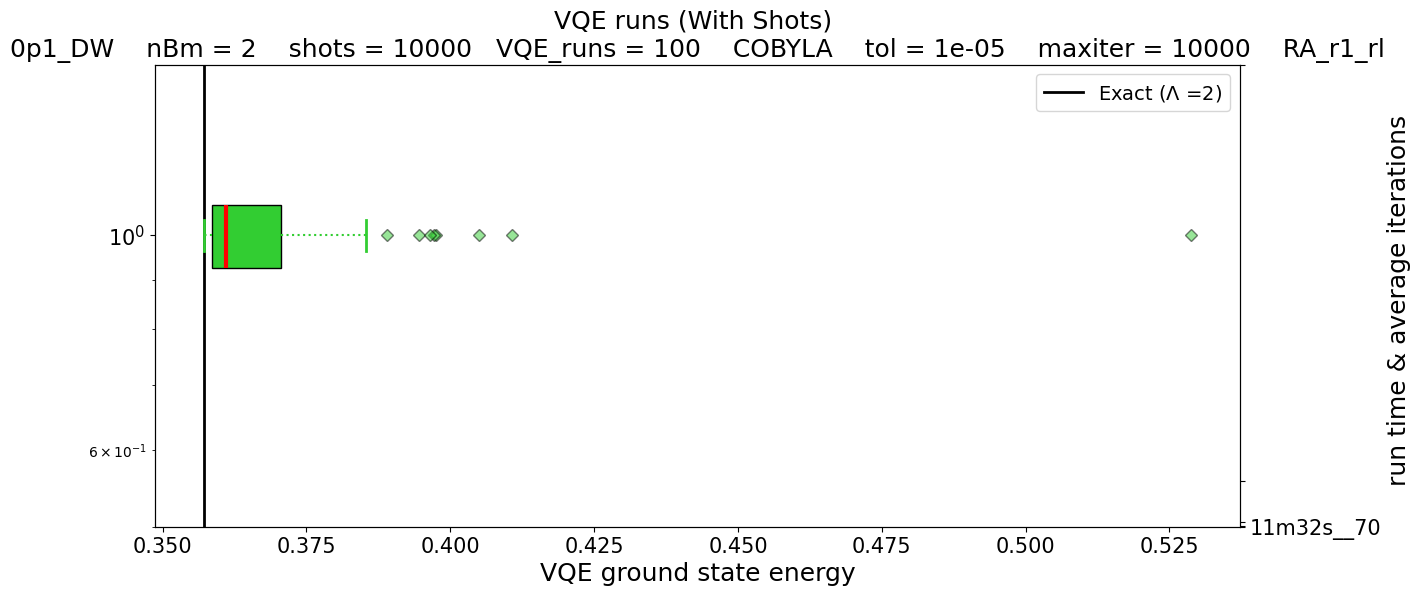 VQE runs (With Shots)
0p1_DW nBm = 2 shots = 10000 VQE_runs = 100 COBYLA tol = 1e-05 maxiter = 10000 RA_r1_rl
Exact (Λ =2)
10⁰
6 × 10⁻¹
run time & average iterations
11m32s__70
0.350 0.375 0.400 0.425 0.450 0.475 0.500 0.525
VQE ground state energy